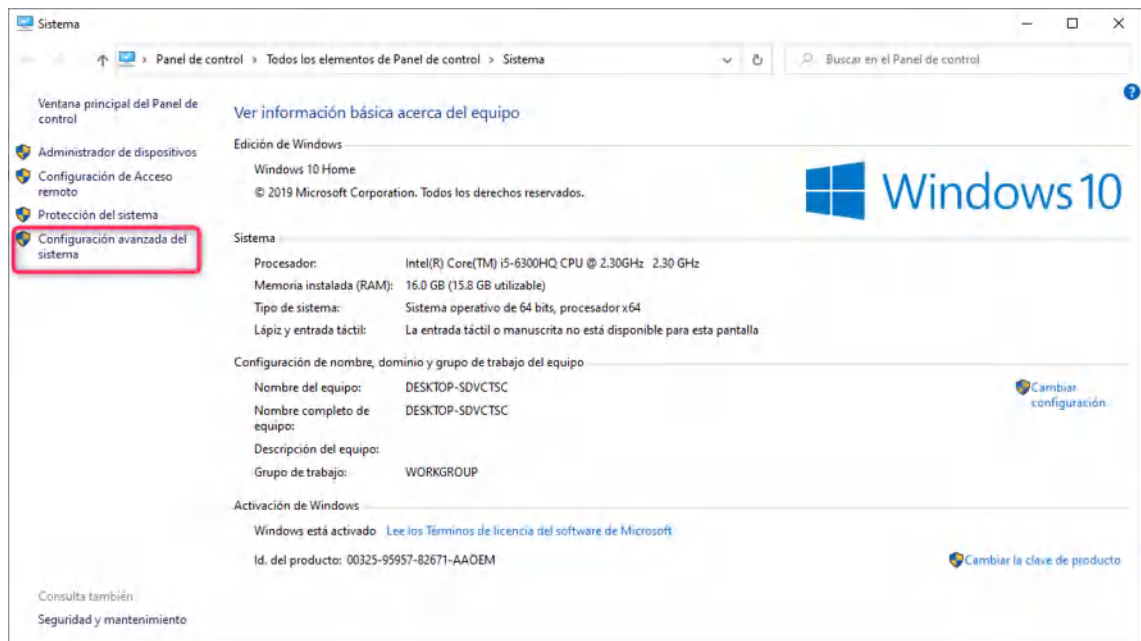 Sistema
Panel de control > Todos los elementos de Panel de control > Sistema
Buscar en el Panel de control
Ventana principal del Panel de
control
Administrador de dispositivos
Configuración de Acceso
remoto
Protección del sistema
Configuración avanzada del
sistema
Consulta también
Seguridad y mantenimiento
Ver información básica acerca del equipo
Edición de Windows
Windows 10 Home
© 2019 Microsoft Corporation. Todos los derechos reservados.
Windows 10
Sistema
Procesador: Intel(R) Core(TM) i5-6300HQ CPU @ 2.30GHz 2.30 GHz
Memoria instalada (RAM): 16.0 GB (15.8 GB utilizable)
Tipo de sistema: Sistema operativo de 64 bits, procesador x64
Lápiz y entrada táctil: La entrada táctil o manuscrita no está disponible para esta pantalla
Configuración de nombre, dominio y grupo de trabajo del equipo
Nombre del equipo: DESKTOP-SDVCTSC
Cambiar
configuración
Nombre completo de
equipo: DESKTOP-SDVCTSC
Descripción del equipo:
Grupo de trabajo: WORKGROUP
Activación de Windows
Windows está activado Lee los Términos de licencia del software de Microsoft
Id. del producto: 00325-95957-82671-AAOEM
Cambiar la clave de producto